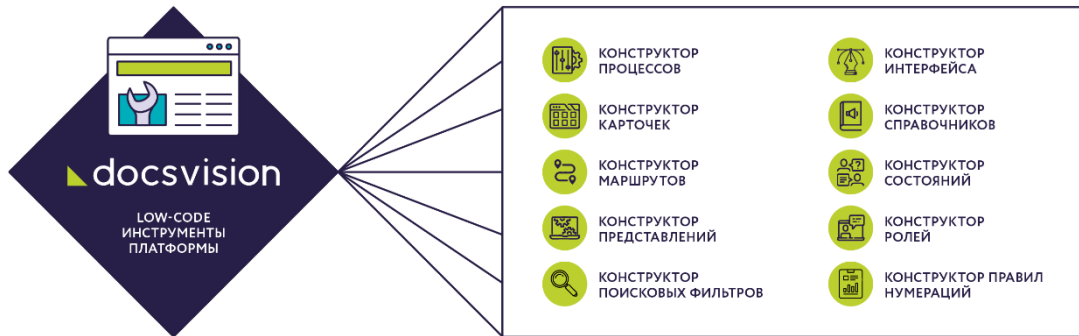 docsvision
LOW-CODE
ИНСТРУМЕНТЫ
ПЛАТФОРМЫ
КОНСТРУКТОР
ПРОЦЕССОВ
КОНСТРУКТОР
КАРТОЧЕК
КОНСТРУКТОР
МАРШРУТОВ
КОНСТРУКТОР
ПРЕДСТАВЛЕНИЙ
КОНСТРУКТОР
ПОИСКОВЫХ ФИЛЬТРОВ
КОНСТРУКТОР
ИНТЕРФЕЙСА
КОНСТРУКТОР
СПРАВОЧНИКОВ
КОНСТРУКТОР
СОСТОЯНИЙ
КОНСТРУКТОР
РОЛЕЙ
КОНСТРУКТОР ПРАВИЛ
НУМЕРАЦИЙ